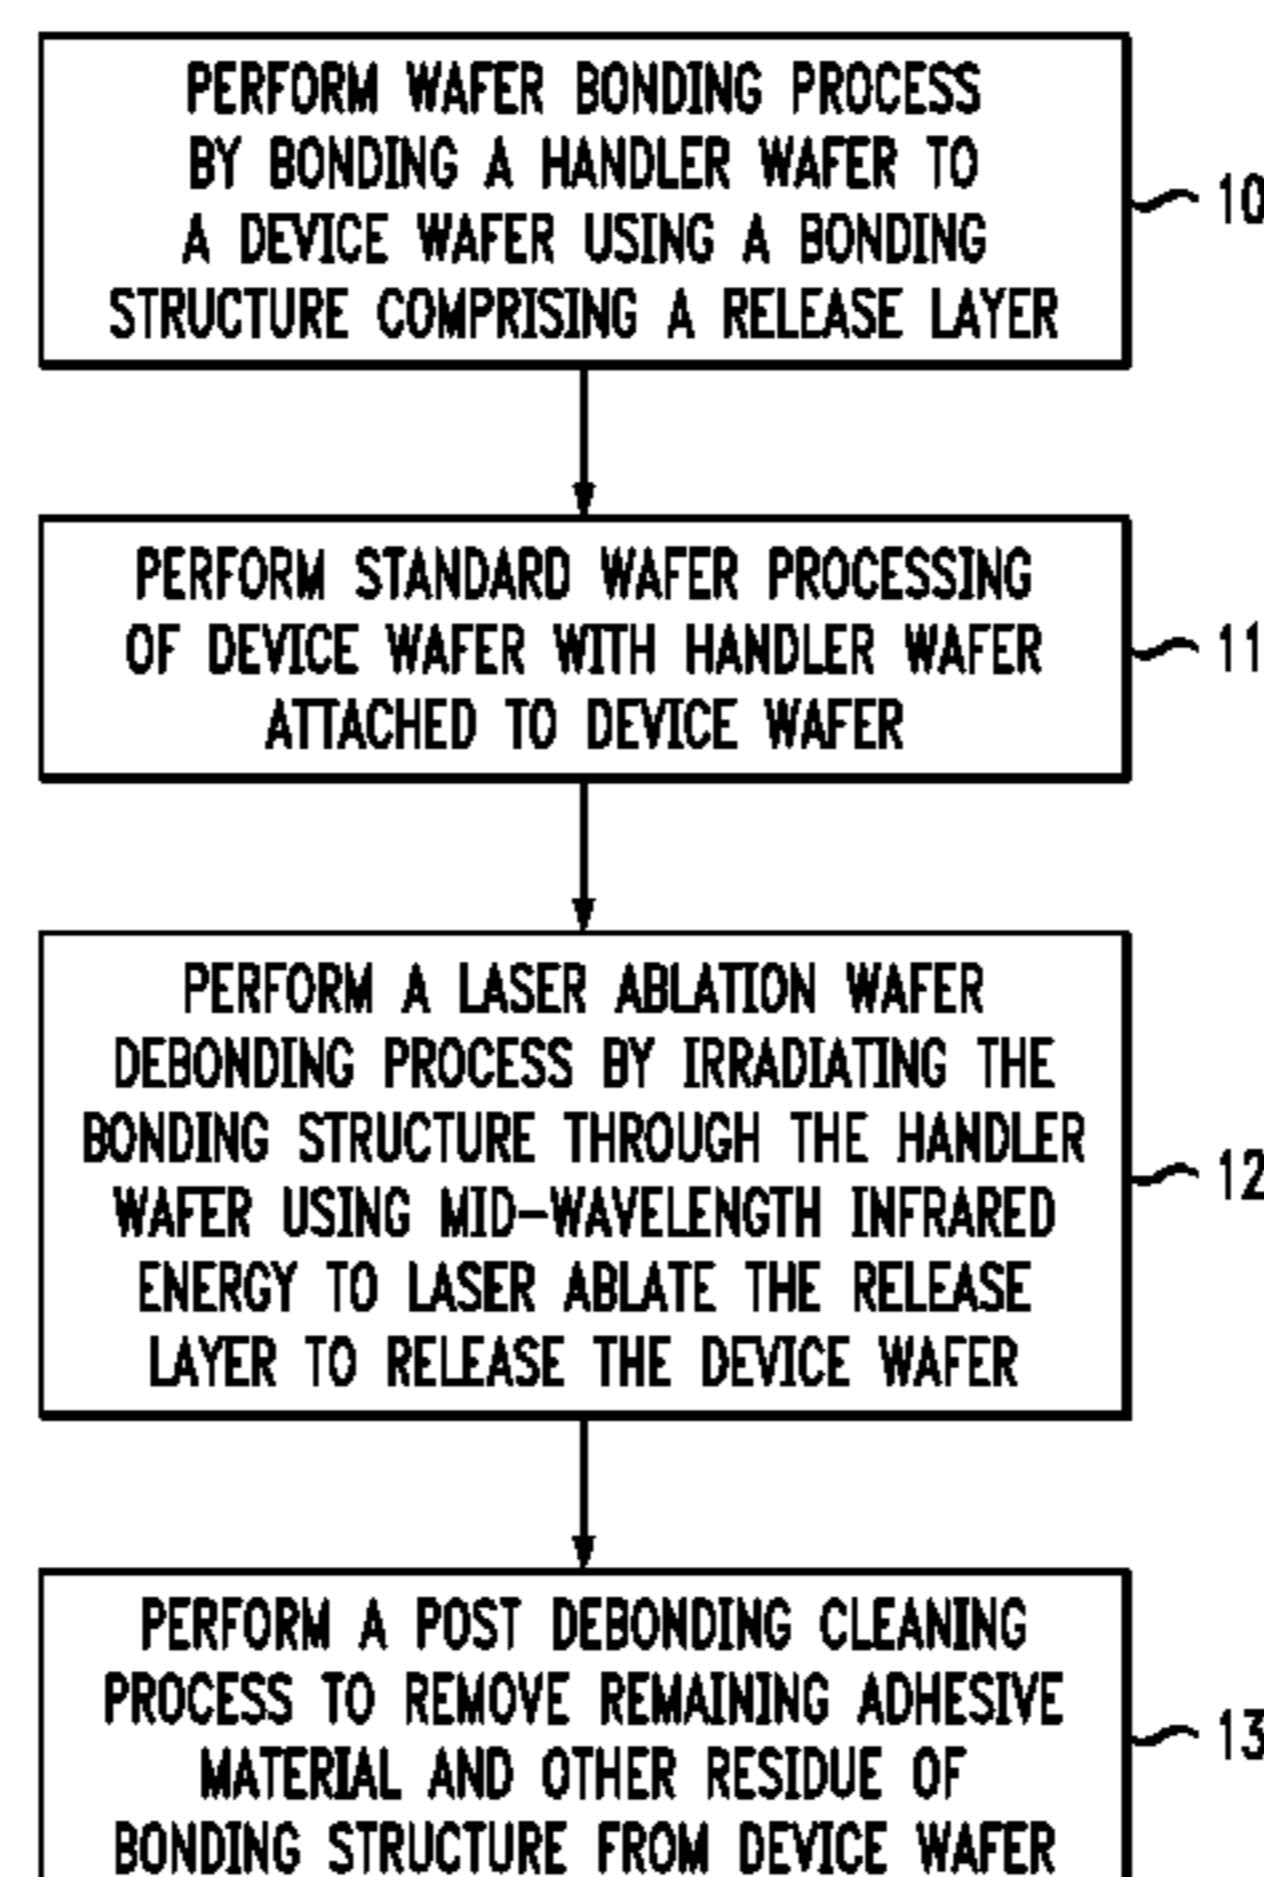 PERFORM WAFER BONDING PROCESS
BY BONDING A HANDLER WAFER TO
A DEVICE WAFER USING A BONDING
STRUCTURE COMPRISING A RELEASE LAYER
10
PERFORM STANDARD WAFER PROCESSING
OF DEVICE WAFER WITH HANDLER WAFER
ATTACHED TO DEVICE WAFER
11
PERFORM A LASER ABLATION WAFER
DEBONDING PROCESS BY IRRADIATING THE
BONDING STRUCTURE THROUGH THE HANDLER
WAFER USING MID-WAVELENGTH INFRARED
ENERGY TO LASER ABLATE THE RELEASE
LAYER TO RELEASE THE DEVICE WAFER
12
PERFORM A POST DEBONDING CLEANING
PROCESS TO REMOVE REMAINING ADHESIVE
MATERIAL AND OTHER RESIDUE OF
BONDING STRUCTURE FROM DEVICE WAFER
13